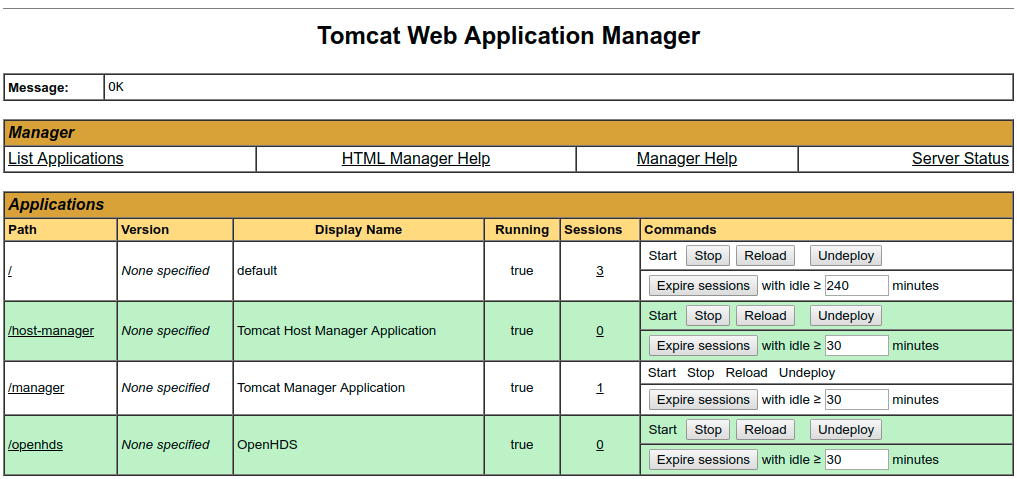 Tomcat Web Application Manager
Message: OK
Manager
List Applications HTML Manager Help Manager Help Server Status
Applications
Path Version Display Name Running Sessions Commands
/ None specified default true 3 Start Stop Reload Undeploy
Expire sessions with idle ≥ 240 minutes
/host-manager None specified Tomcat Host Manager Application true 0 Start Stop Reload Undeploy
Expire sessions with idle ≥ 30 minutes
/manager None specified Tomcat Manager Application true 1 Start Stop Reload Undeploy
Expire sessions with idle ≥ 30 minutes
/openhds None specified OpenHDS true 0 Start Stop Reload Undeploy
Expire sessions with idle ≥ 30 minutes